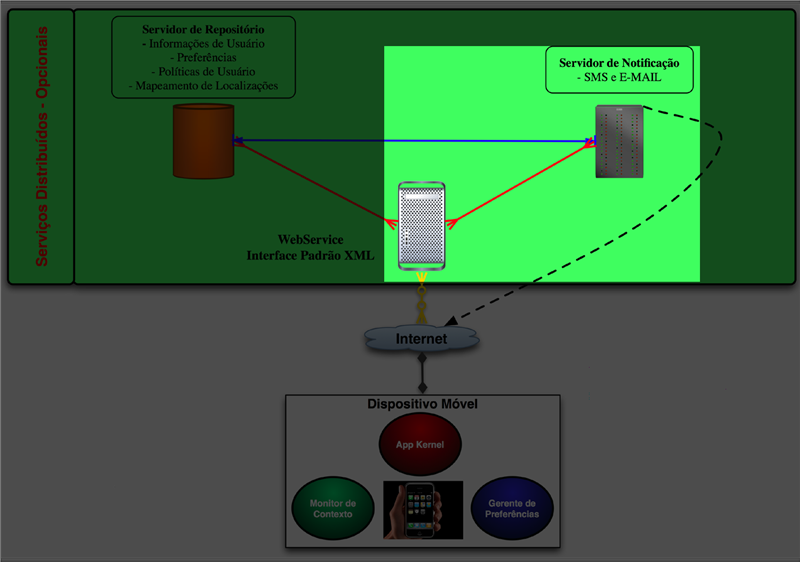 Serviços Distribuídos - Opcionais
Servidor de Repositório
- Informações de Usuário
- Preferências
- Políticas de Usuário
- Mapeamento de Localizações
Servidor de Notificação
- SMS e E-MAIL
WebService
Interface Padrão XML
Internet
Dispositivo Móvel
App Kernel
Monitor de
Contexto
Gerente de
Preferências